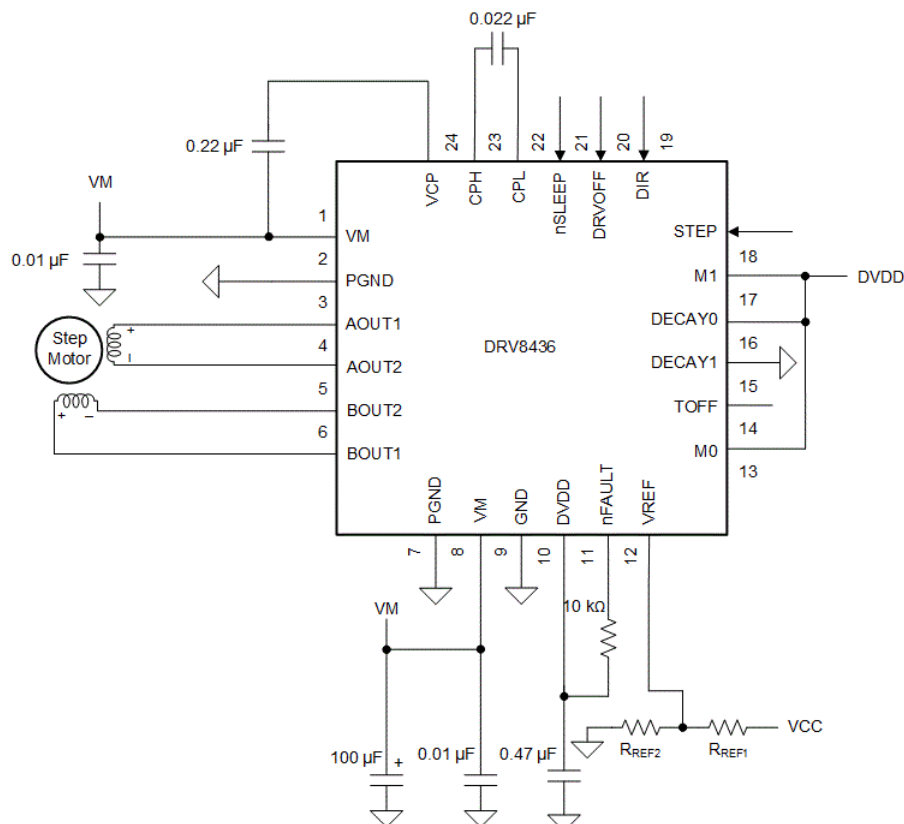 0.022 µF
0.22 µF
24
23
22
21
20
19
VCP
CPH
CPL
nSLEEP
DRVOFF
DIR
VM
0.01 µF
1
VM
2
PGND
3
AOUT1
4
AOUT2
5
BOUT2
6
BOUT1
Step
Motor
DRV8436
STEP
18
M1
DVDD
17
DECAY0
16
DECAY1
15
TOFF
14
M0
13
PGND
VM
GND
DVDD
nFAULT
VREF
7
8
9
10
11
12
VM
10 kΩ
100 µF
+
0.01 µF
0.47 µF
RREF2
RREF1
VCC
+
–
+
–